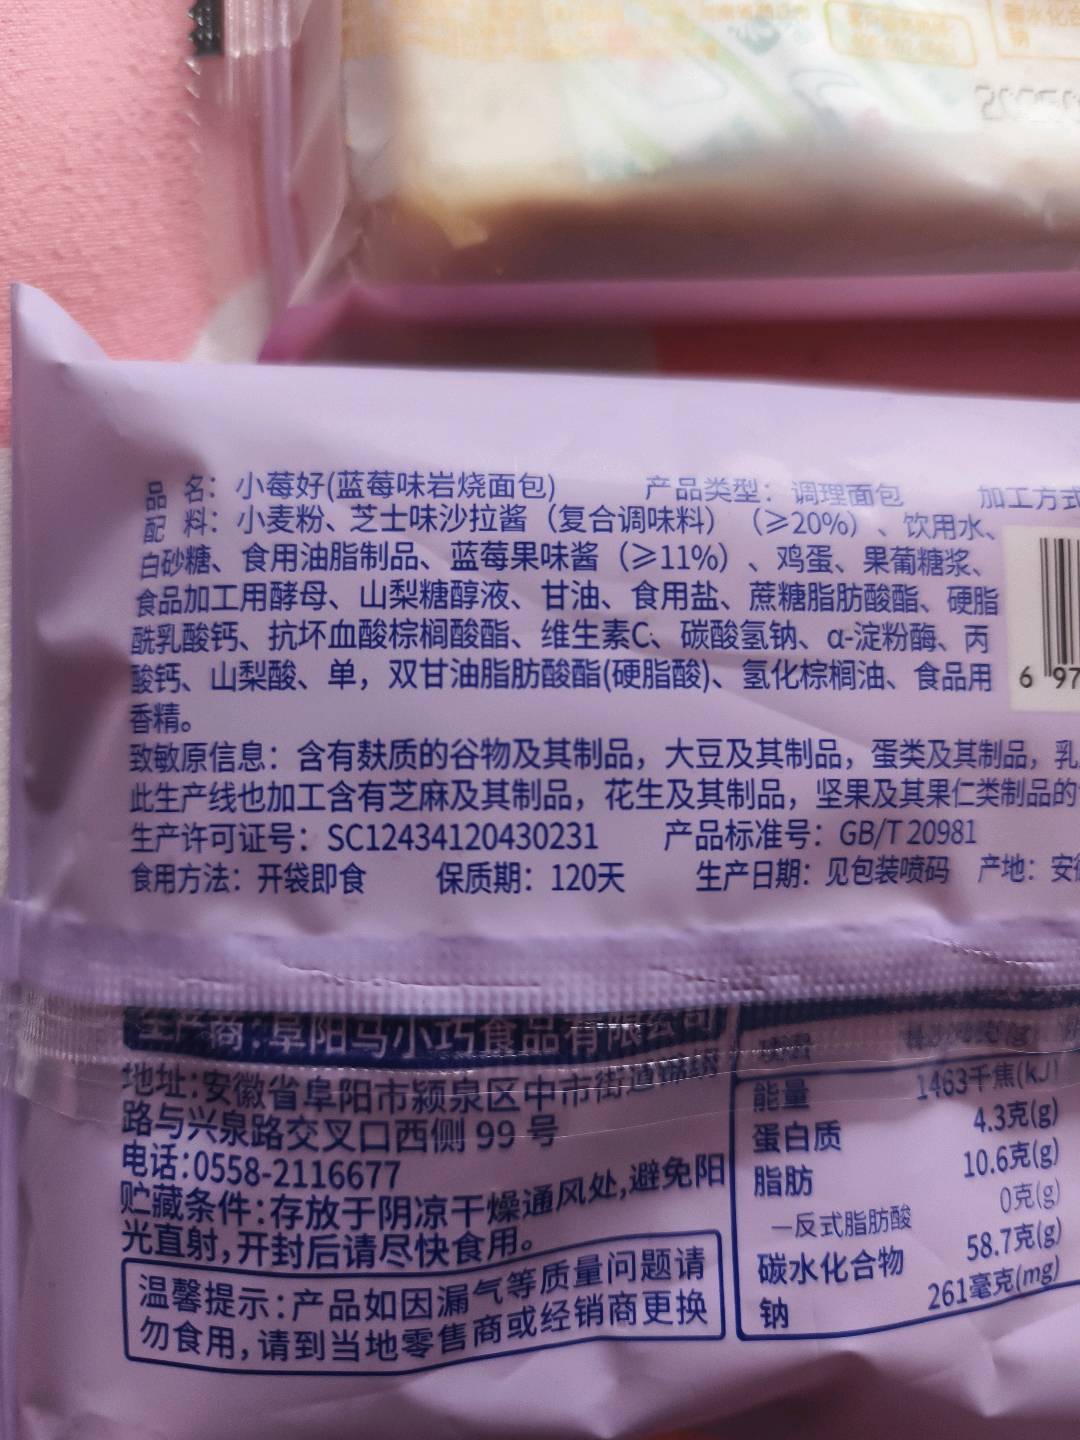 品 名：小莓好(蓝莓味岩烧面包) 产品类型：调理面包 加工方式
配 料：小麦粉、芝士味沙拉酱（复合调味料）（≥20%）、饮用水、
白砂糖、食用油脂制品、蓝莓果味酱（≥11%）、鸡蛋、果葡糖浆、
食品加工用酵母、山梨糖醇液、甘油、食用盐、蔗糖脂肪酸酯、硬脂
酰乳酸钙、抗坏血酸棕榈酸酯、维生素C、碳酸氢钠、α-淀粉酶、丙
酸钙、山梨酸、单，双甘油脂肪酸酯(硬脂酸)、氢化棕榈油、食品用
香精。
6 97
致敏原信息：含有麸质的谷物及其制品，大豆及其制品，蛋类及其制品，乳
此生产线也加工含有芝麻及其制品，花生及其制品，坚果及其果仁类制品的
生产许可证号：SC12434120430231 产品标准号：GB/T 20981
食用方法：开袋即食 保质期：120天 生产日期：见包装喷码 产地：安
生产商:阜阳马小巧食品有限公司
地址:安徽省阜阳市颍泉区中市街道
路与兴泉路交叉口西侧 99 号
电话:0558-2116677
贮藏条件:存放于阴凉干燥通风处,避免阳
光直射,开封后请尽快食用。
温馨提示:产品如因漏气等质量问题请
勿食用,请到当地零售商或经销商更换
能量 1463千焦(kJ)
蛋白质 4.3克(g)
脂肪 10.6克(g)
—反式脂肪酸 0克(g)
碳水化合物 58.7克(g)
钠 261毫克(mg)